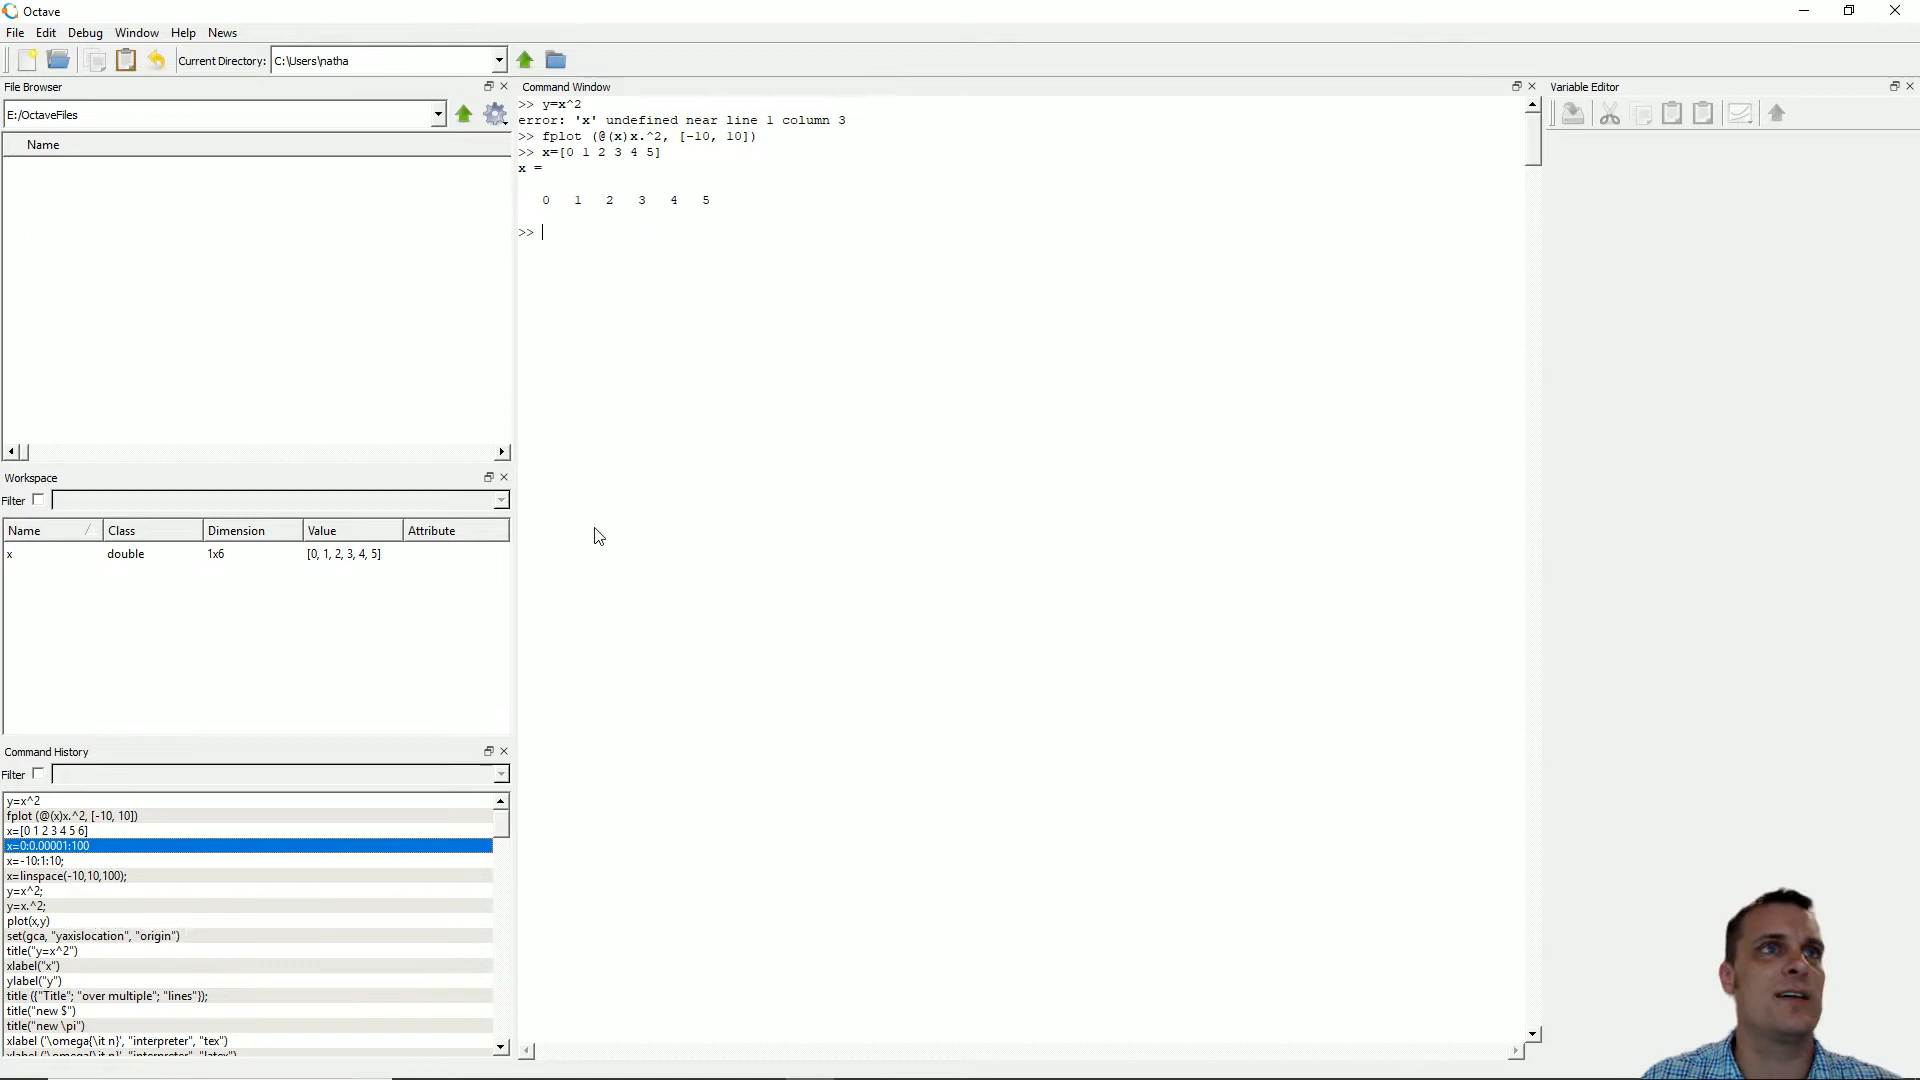 Octave
File Edit Debug Window Help News
Current Directory: C:\Users\natha
File Browser
E:/OctaveFiles
Name
Workspace
Filter
Name Class Dimension Value Attribute
x double 1x6 [0, 1, 2, 3, 4, 5]
Command History
Filter
y=x^2
fplot (@(x)x.^2, [-10, 10])
x=[0 1 2 3 4 5 6]
x=0:0.00001:100
x=-10:1:10;
x=linspace(-10,10,100);
y=x^2;
y=x.^2;
plot(x,y)
set(gca, "yaxislocation", "origin")
title("y=x^2")
xlabel("x")
ylabel("y")
title ({"Title"; "over multiple"; "lines"});
title("new $")
title("new \pi")
xlabel ('\omega{\it n}', "interpreter", "tex")
xlabel ('\omega{\it n}', "interpreter", "latex")
Command Window
>> y=x^2
error: 'x' undefined near line 1 column 3
>> fplot (@(x)x.^2, [-10, 10])
>> x=[0 1 2 3 4 5]
x =
0 1 2 3 4 5
>>
Variable Editor